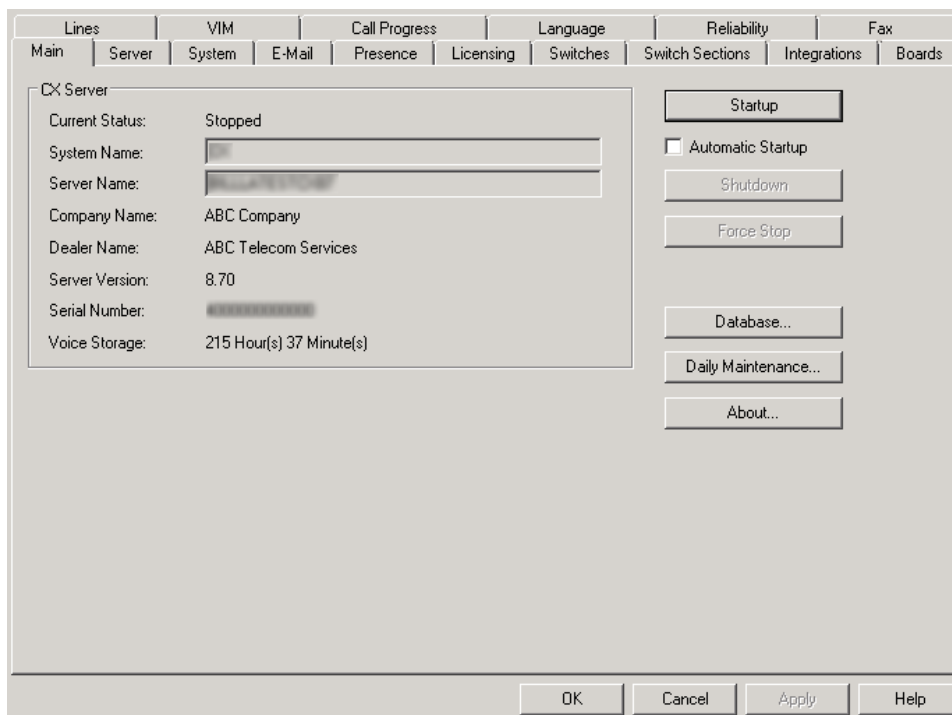 Lines VIM Call Progress Language Reliability Fax
Main Server System E-Mail Presence Licensing Switches Switch Sections Integrations Boards
CX Server
Current Status: Stopped
System Name:
Server Name:
Company Name: ABC Company
Dealer Name: ABC Telecom Services
Server Version: 8.70
Serial Number:
Voice Storage: 215 Hour(s) 37 Minute(s)
Startup
Automatic Startup
Shutdown
Force Stop
Database...
Daily Maintenance...
About...
OK Cancel Apply Help